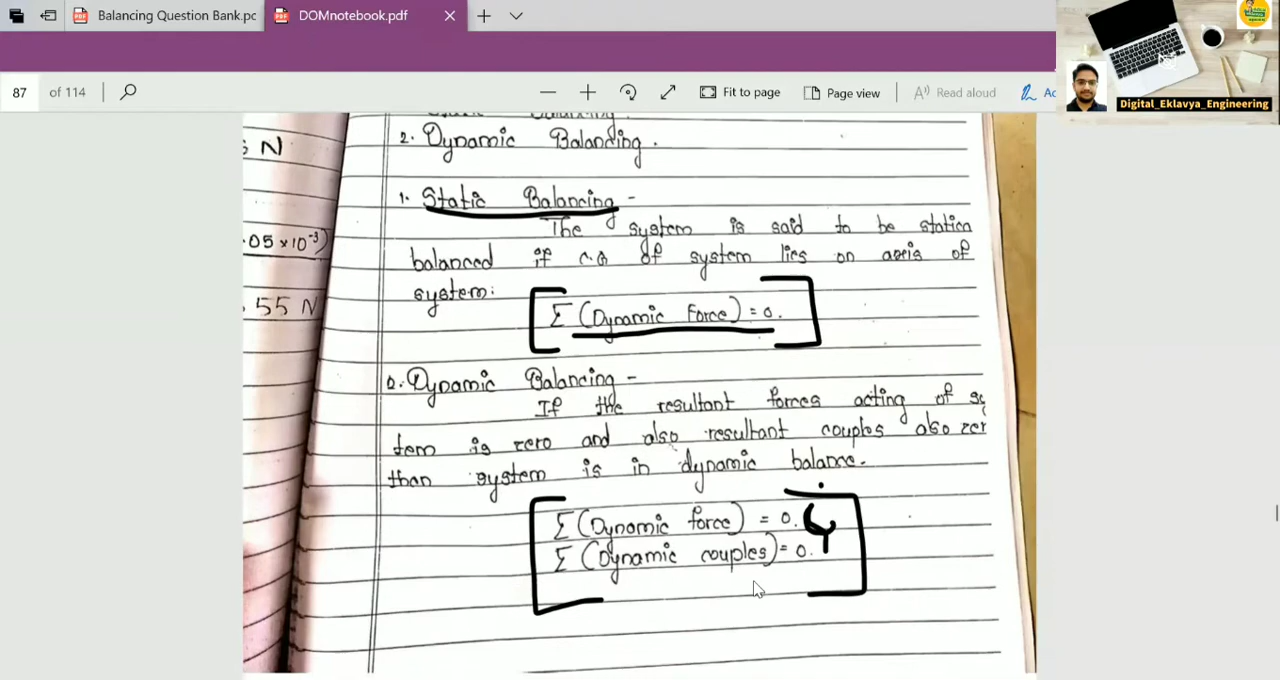 Balancing Question Bank.pc
DOMnotebook.pdf
87 of 114
Fit to page
Page view
Read aloud
Digital_Eklavya_Engineering
Balancing.
2. Dynamic Balancing.
N
1. Static Balancing -
The system is said to be statica
.05 × 10⁻³)
balanced if C.G of system lies on axis of
.55 N
system:
Σ (Dynamic Force) = 0.
Dynamic Balancing -
If the resultant forces acting of sy
tem is zero and also resultant couples also zer
than system is in dynamic balance.
Σ (Dynamic force) = 0.
Σ (Dynamic couples) = 0.